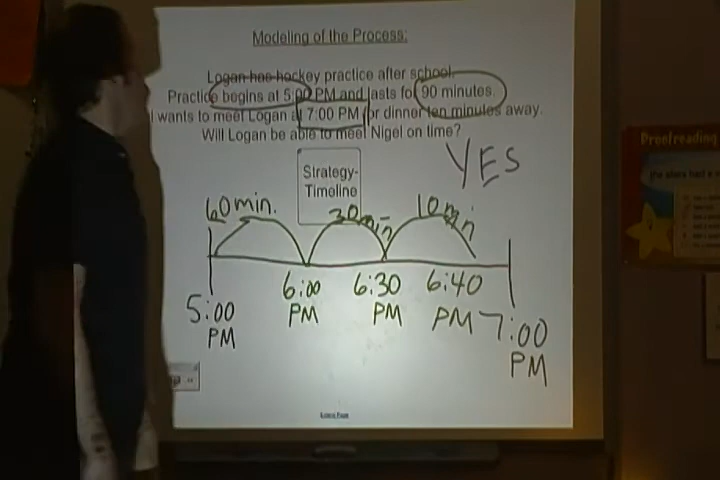 Modeling of the Process:
Logan has hockey practice after school.
Practice begins at 5:00 PM and lasts for 90 minutes.
wants to meet Logan at 7:00 PM for dinner ten minutes away.
Will Logan be able to meet Nigel on time?
YES
Strategy-
Timeline
60 min.
30 min
10 min
5:00
PM
6:00
PM
6:30
PM
6:40
PM
7:00
PM
Proofreading